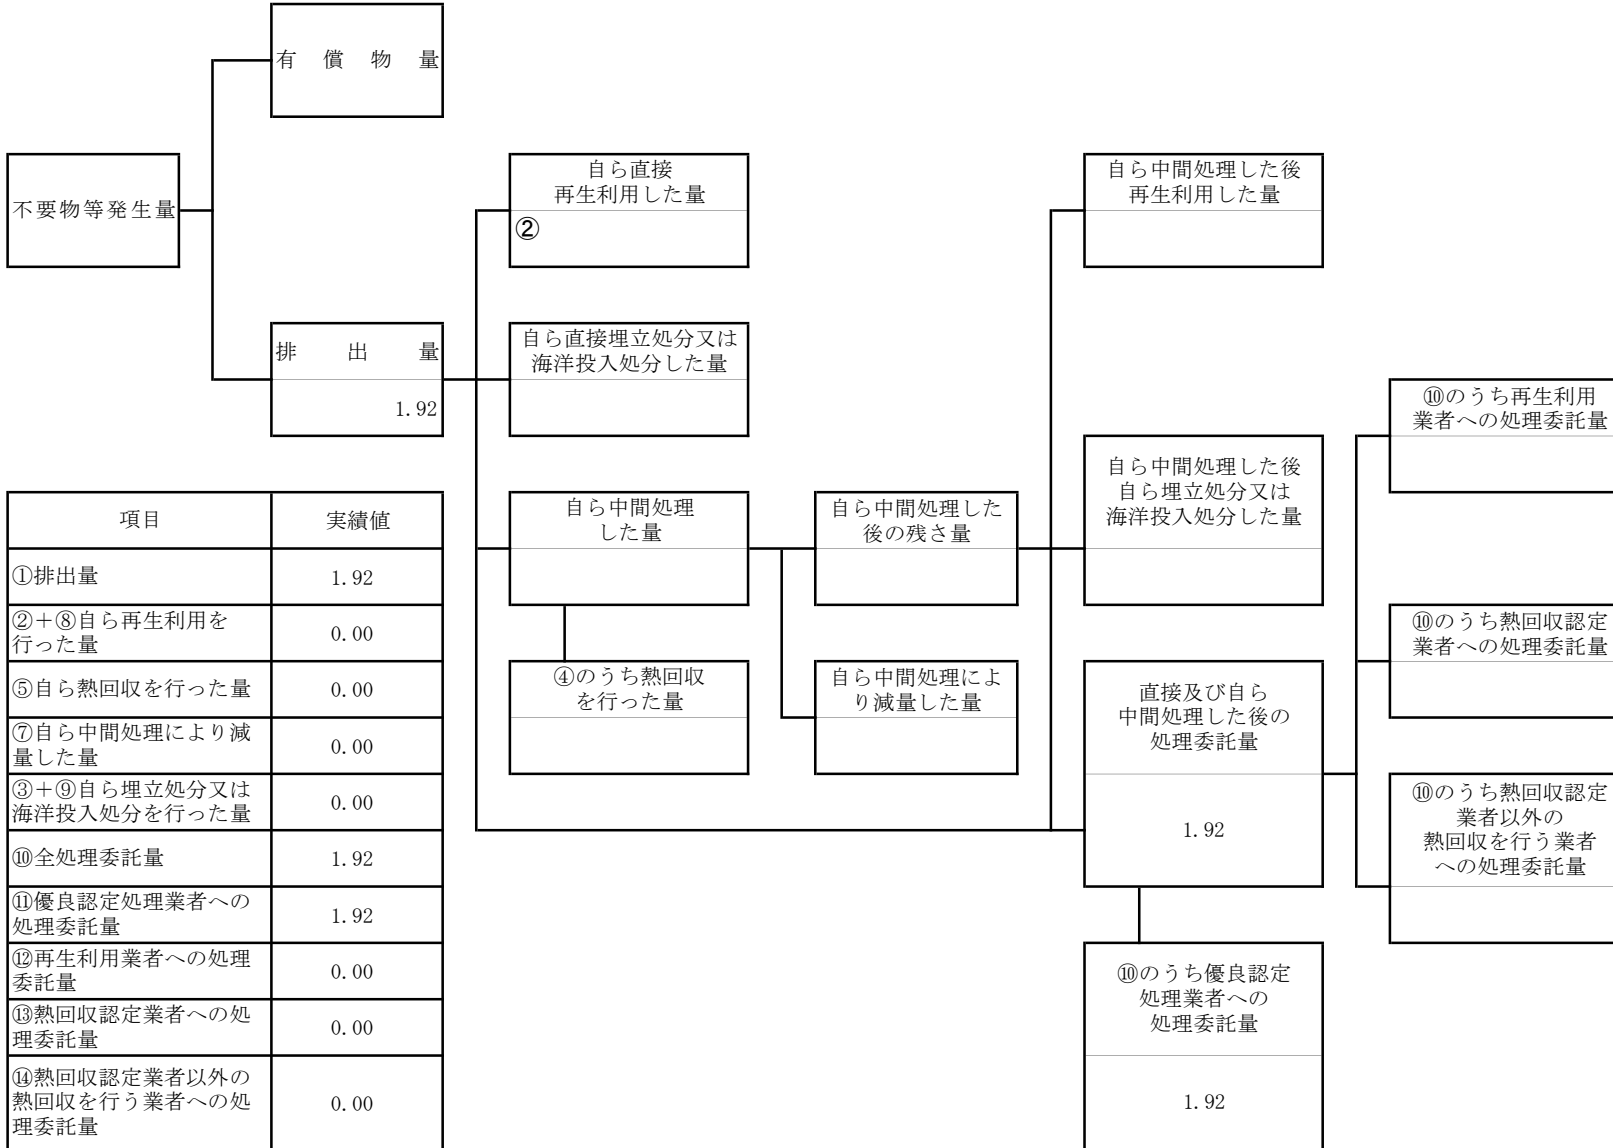 有償物量
不要物等発生量
自ら直接
再生利用した量
②
自ら中間処理した後
再生利用した量
排出量
1.92
自ら直接埋立処分又は
海洋投入処分した量
⑩のうち再生利用
業者への処理委託量
自ら中間処理
した量
自ら中間処理した
後の残さ量
自ら中間処理した後
自ら埋立処分又は
海洋投入処分した量
⑩のうち熱回収認定
業者への処理委託量
④のうち熱回収
を行った量
自ら中間処理によ
り減量した量
直接及び自ら
中間処理した後の
処理委託量
1.92
⑩のうち熱回収認定
業者以外の
熱回収を行う業者
への処理委託量
⑩のうち優良認定
処理業者への
処理委託量
1.92
項目 実績値
①排出量 1.92
②+⑧自ら再生利用を
行った量 0.00
⑤自ら熱回収を行った量 0.00
⑦自ら中間処理により減
量した量 0.00
③+⑨自ら埋立処分又は
海洋投入処分を行った量 0.00
⑩全処理委託量 1.92
⑪優良認定処理業者への
処理委託量 1.92
⑫再生利用業者への処理
委託量 0.00
⑬熱回収認定業者への処
理委託量 0.00
⑭熱回収認定業者以外の
熱回収を行う業者への処
理委託量 0.00